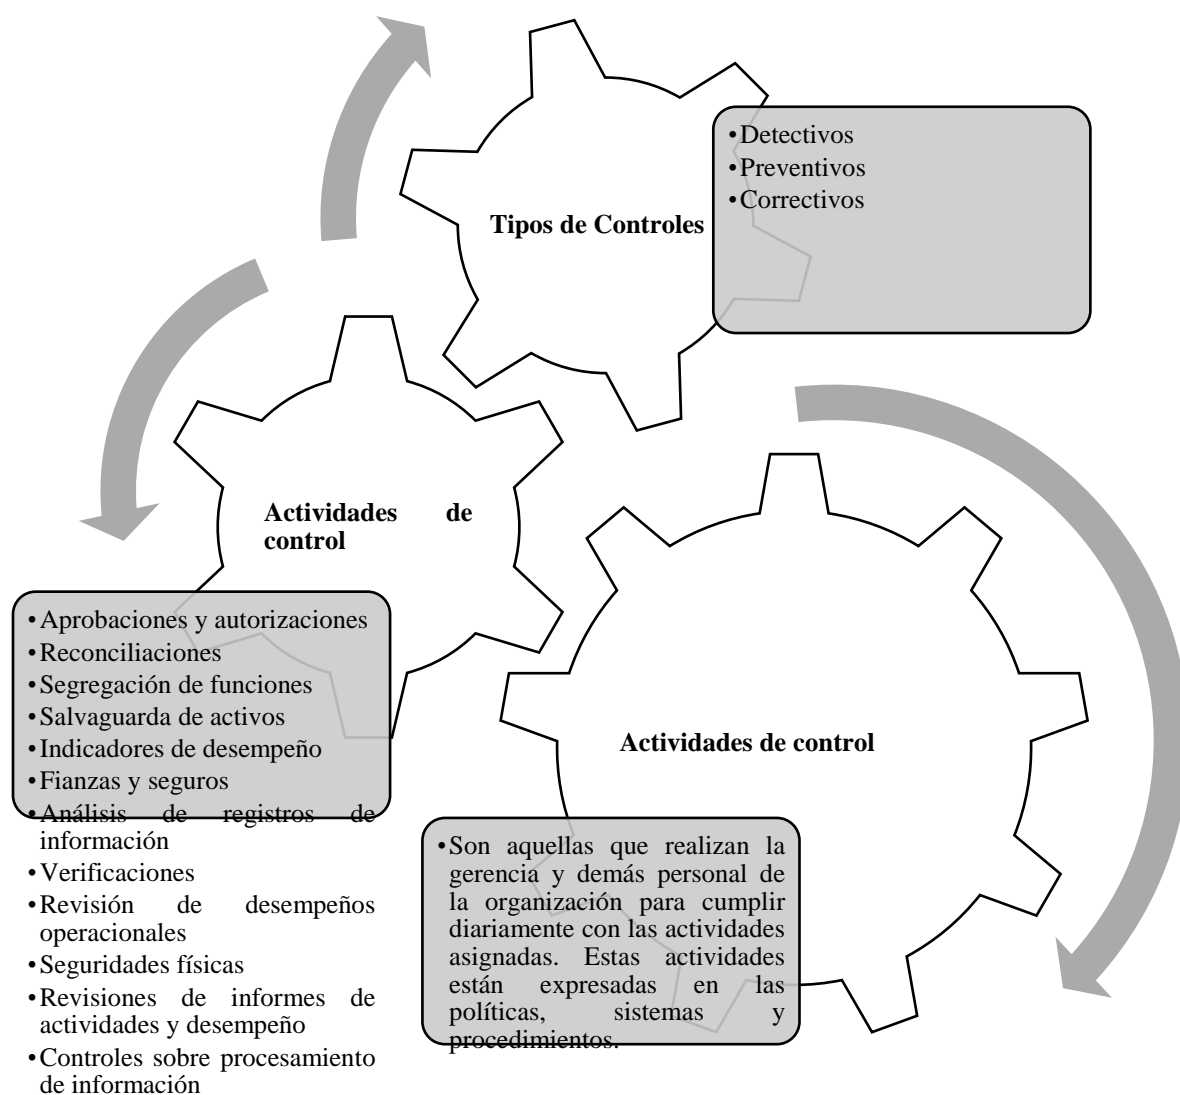 •Detectivos
•Preventivos
•Correctivos
Tipos de Controles
Actividades de
control
•Aprobaciones y autorizaciones
•Reconciliaciones
•Segregación de funciones
•Salvaguarda de activos
•Indicadores de desempeño
•Fianzas y seguros
•Análisis de registros de
información
•Verificaciones
•Revisión de desempeños
operacionales
•Seguridades físicas
•Revisiones de informes de
actividades y desempeño
•Controles sobre procesamiento
de información
Actividades de control
•Son aquellas que realizan la
gerencia y demás personal de
la organización para cumplir
diariamente con las actividades
asignadas. Estas actividades
están expresadas en las
políticas, sistemas y
procedimientos.